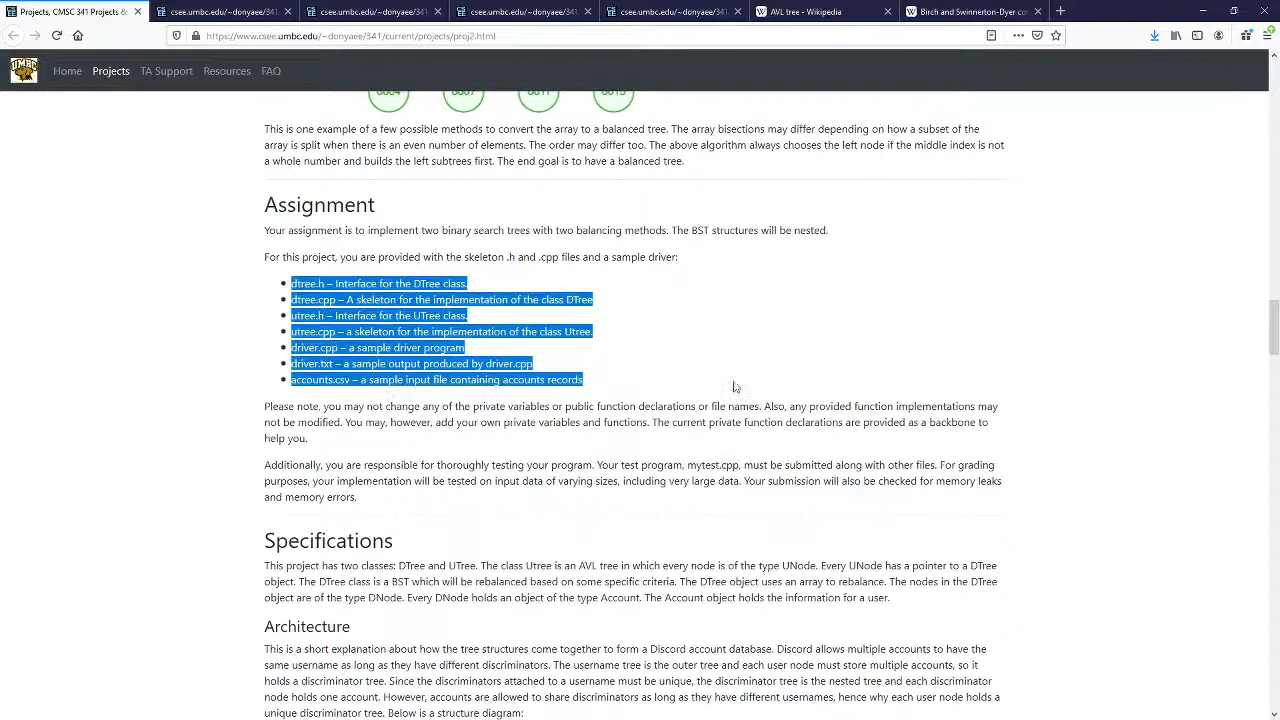 Projects, CMSC 341 Projects &
csee.umbc.edu/~donyaee/341/
csee.umbc.edu/~donyaee/341/
csee.umbc.edu/~donyaee/341/
csee.umbc.edu/~donyaee/341/
AVL tree - Wikipedia
Birch and Swinnerton-Dyer con
https://www.csee.umbc.edu/~donyaee/341/current/projects/proj2.html
UMBC
Home
Projects
TA Support
Resources
FAQ
0004
0007
0011
0015
This is one example of a few possible methods to convert the array to a balanced tree. The array bisections may differ depending on how a subset of the
array is split when there is an even number of elements. The order may differ too. The above algorithm always chooses the left node if the middle index is not
a whole number and builds the left subtrees first. The end goal is to have a balanced tree.
Assignment
Your assignment is to implement two binary search trees with two balancing methods. The BST structures will be nested.
For this project, you are provided with the skeleton .h and .cpp files and a sample driver:
• dtree.h – Interface for the DTree class.
• dtree.cpp – A skeleton for the implementation of the class DTree
• utree.h – Interface for the UTree class.
• utree.cpp – a skeleton for the implementation of the class Utree.
• driver.cpp – a sample driver program
• driver.txt – a sample output produced by driver.cpp
• accounts.csv – a sample input file containing accounts records
Please note, you may not change any of the private variables or public function declarations or file names. Also, any provided function implementations may
not be modified. You may, however, add your own private variables and functions. The current private function declarations are provided as a backbone to
help you.
Additionally, you are responsible for thoroughly testing your program. Your test program, mytest.cpp, must be submitted along with other files. For grading
purposes, your implementation will be tested on input data of varying sizes, including very large data. Your submission will also be checked for memory leaks
and memory errors.
Specifications
This project has two classes: DTree and UTree. The class Utree is an AVL tree in which every node is of the type UNode. Every UNode has a pointer to a DTree
object. The DTree class is a BST which will be rebalanced based on some specific criteria. The DTree object uses an array to rebalance. The nodes in the DTree
object are of the type DNode. Every DNode holds an object of the type Account. The Account object holds the information for a user.
Architecture
This is a short explanation about how the tree structures come together to form a Discord account database. Discord allows multiple accounts to have the
same username as long as they have different discriminators. The username tree is the outer tree and each user node must store multiple accounts, so it
holds a discriminator tree. Since the discriminators attached to a username must be unique, the discriminator tree is the nested tree and each discriminator
node holds one account. However, accounts are allowed to share discriminators as long as they have different usernames, hence why each user node holds a
unique discriminator tree. Below is a structure diagram: